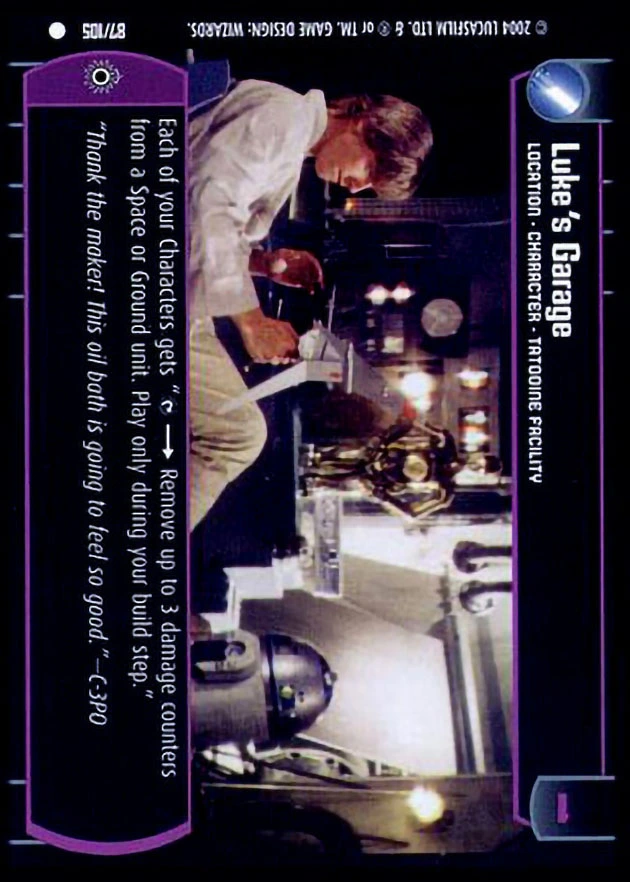 Luke's Garage
LOCATION • CHARACTER • TATOOINE FACILITY
1
Each of your Characters gets "→ Remove up to 3 damage counters
from a Space or Ground unit. Play only during your build step."
"Thank the maker! This oil bath is going to feel so good."—C-3PO
© 2004 LUCASFILM LTD. & ® or TM. GAME DESIGN: WIZARDS.
87/105